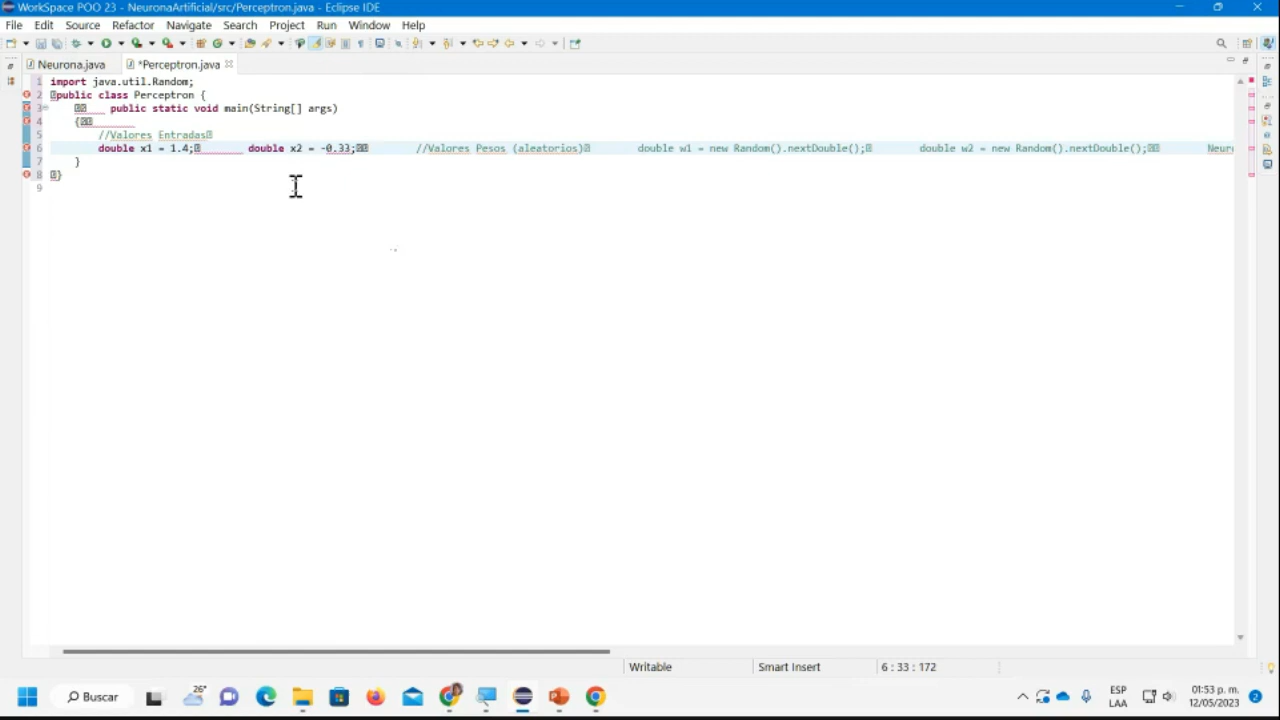 WorkSpace POO 23 - NeuronaArtificial/src/Perceptron.java - Eclipse IDE
File Edit Source Refactor Navigate Search Project Run Window Help
Neurona.java *Perceptron.java
1 import java.util.Random;
2 public class Perceptron {
3 public static void main(String[] args)
4 {
5 //Valores Entradas
6 double x1 = 1.4; double x2 = -0.33; //Valores Pesos (aleatorios) double w1 = new Random().nextDouble(); double w2 = new Random().nextDouble(); Neuro
7 }
8 }
9
Writable Smart Insert 6 : 33 : 172
Buscar 26° ESP LAA 01:53 p. m. 12/05/2023 2